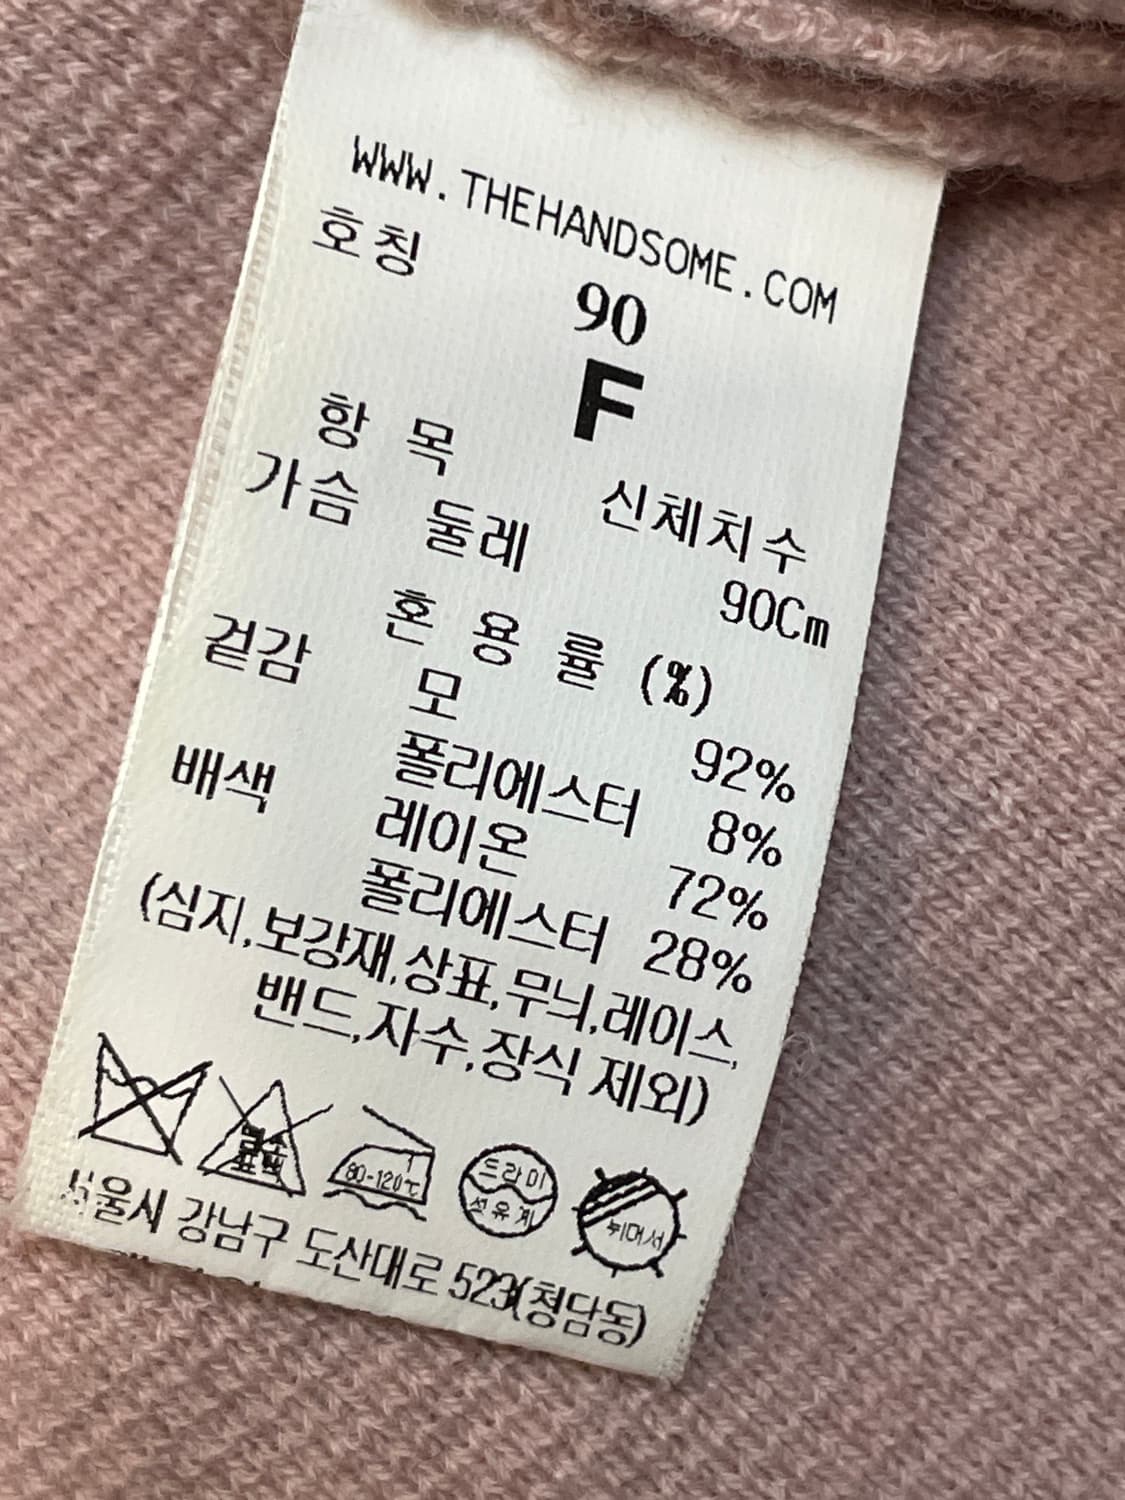 WWW.THEHANDSOME.COM
호칭 90
F
항 목 신체치수
가슴 둘레 90Cm
혼 용 률 (%)
겉감 모 92%
폴리에스터 8%
배색 레이온 72%
폴리에스터 28%
(심지,보강재,상표,무늬,레이스,
밴드,자수,장식 제외)
염소
표백
80-120℃
드라이
석유계
뉘어서
서울시 강남구 도산대로 523(청담동)